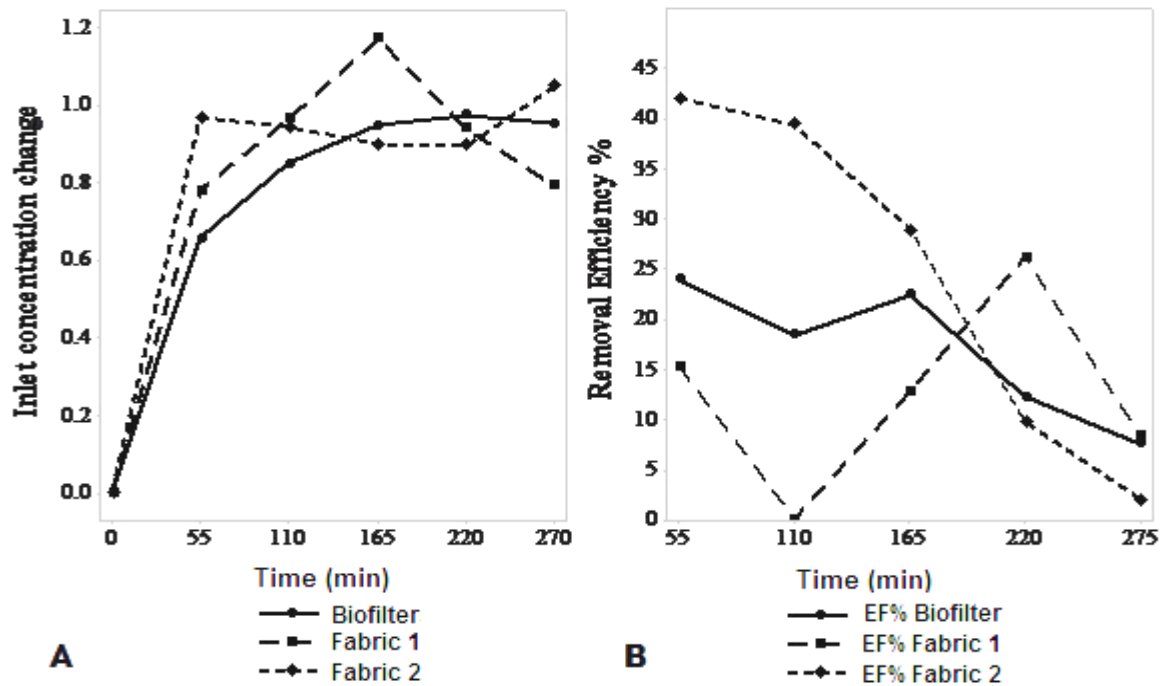 Inlet concentration change
1.2
1.0
0.8
0.6
0.4
0.2
0.0
0 55 110 165 220 270
Time (min)
Biofilter
Fabric 1
Fabric 2
A
Removal Efficiency %
45
40
35
30
25
20
15
10
5
0
55 110 165 220 275
Time (min)
EF% Biofilter
EF% Fabric 1
EF% Fabric 2
B